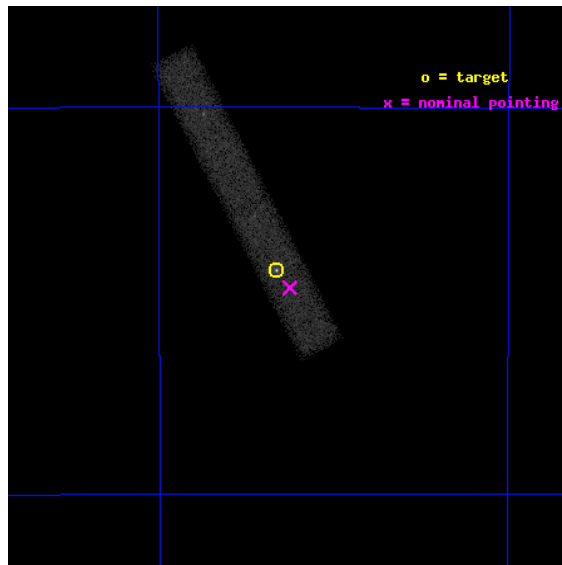 o = target
x = nominal pointing